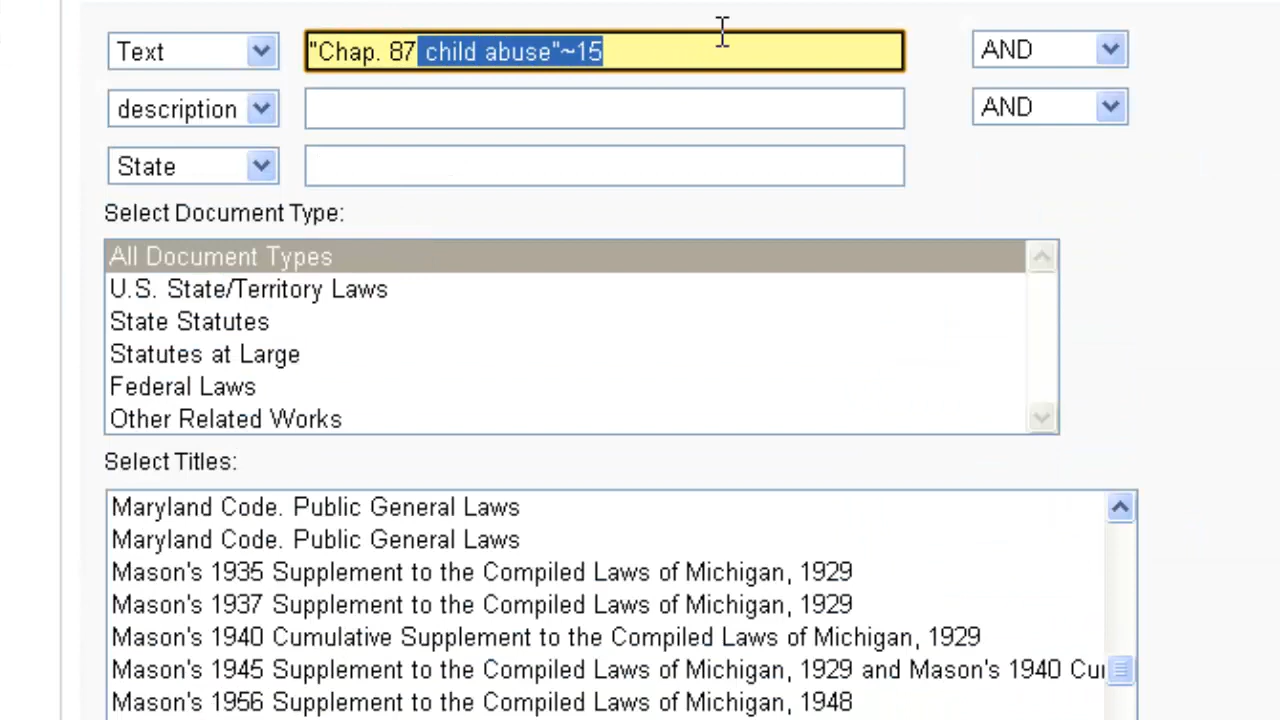 Text "Chap. 87 child abuse"~15 AND
description AND
State
Select Document Type:
All Document Types
U.S. State/Territory Laws
State Statutes
Statutes at Large
Federal Laws
Other Related Works
Select Titles:
Maryland Code. Public General Laws
Maryland Code. Public General Laws
Mason's 1935 Supplement to the Compiled Laws of Michigan, 1929
Mason's 1937 Supplement to the Compiled Laws of Michigan, 1929
Mason's 1940 Cumulative Supplement to the Compiled Laws of Michigan, 1929
Mason's 1945 Supplement to the Compiled Laws of Michigan, 1929 and Mason's 1940 Cu
Mason's 1956 Supplement to the Compiled Laws of Michigan, 1948